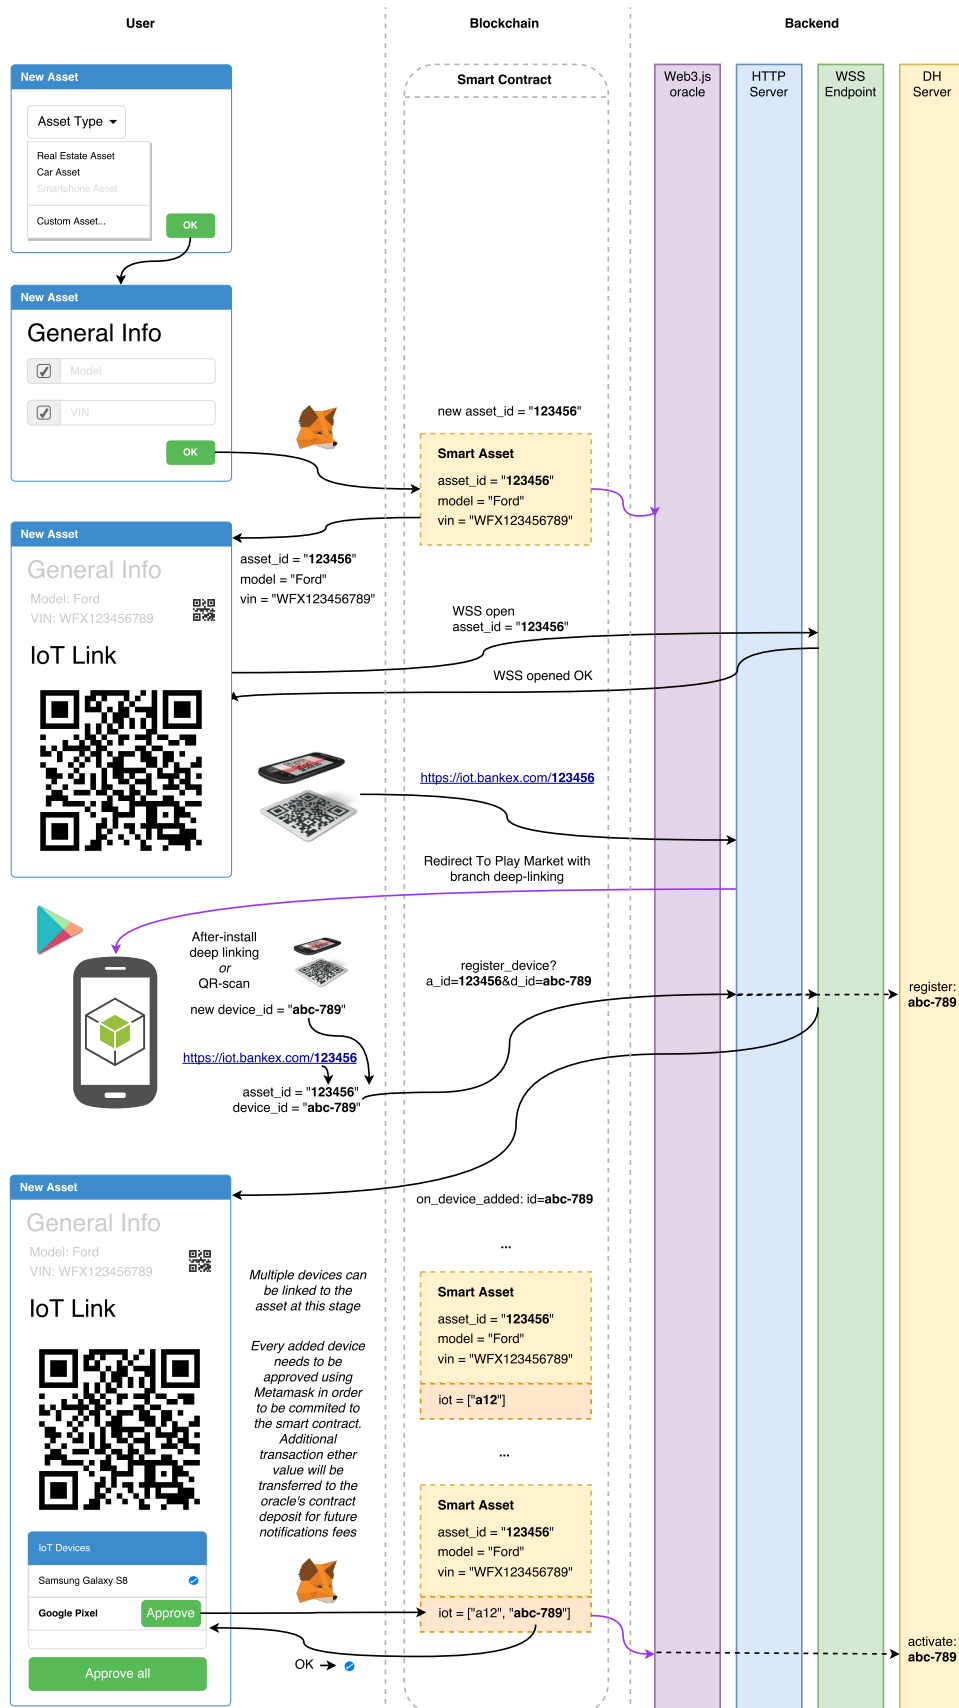 User
Blockchain
Backend
New Asset
Asset Type
Real Estate Asset
Car Asset
Smartphone Asset
Custom Asset...
OK
Smart Contract
Web3.js
oracle
HTTP
Server
WSS
Endpoint
DH
Server
New Asset
General Info
Model
VIN
OK
new asset_id = "123456"
Smart Asset
asset_id = "123456"
model = "Ford"
vin = "WFX123456789"
New Asset
General Info
Model: Ford
VIN: WFX123456789
IoT Link
asset_id = "123456"
model = "Ford"
vin = "WFX123456789"
WSS open
asset_id = "123456"
WSS opened OK
https://iot.bankex.com/123456
Redirect To Play Market with
branch deep-linking
After-install
deep linking
or
QR-scan
new device_id = "abc-789"
https://iot.bankex.com/123456
asset_id = "123456"
device_id = "abc-789"
register_device?
a_id=123456&d_id=abc-789
register:
abc-789
New Asset
General Info
Model: Ford
VIN: WFX123456789
IoT Link
on_device_added: id=abc-789
...
Multiple devices can
be linked to the
asset at this stage
Every added device
needs to be
approved using
Metamask in order
to be commited to
the smart contract.
Additional
transaction ether
value will be
transferred to the
oracle's contract
deposit for future
notifications fees
Smart Asset
asset_id = "123456"
model = "Ford"
vin = "WFX123456789"
iot = ["a12"]
...
Smart Asset
asset_id = "123456"
model = "Ford"
vin = "WFX123456789"
iot = ["a12", "abc-789"]
IoT Devices
Samsung Galaxy S8
Google Pixel
Approve
Approve all
OK
activate:
abc-789